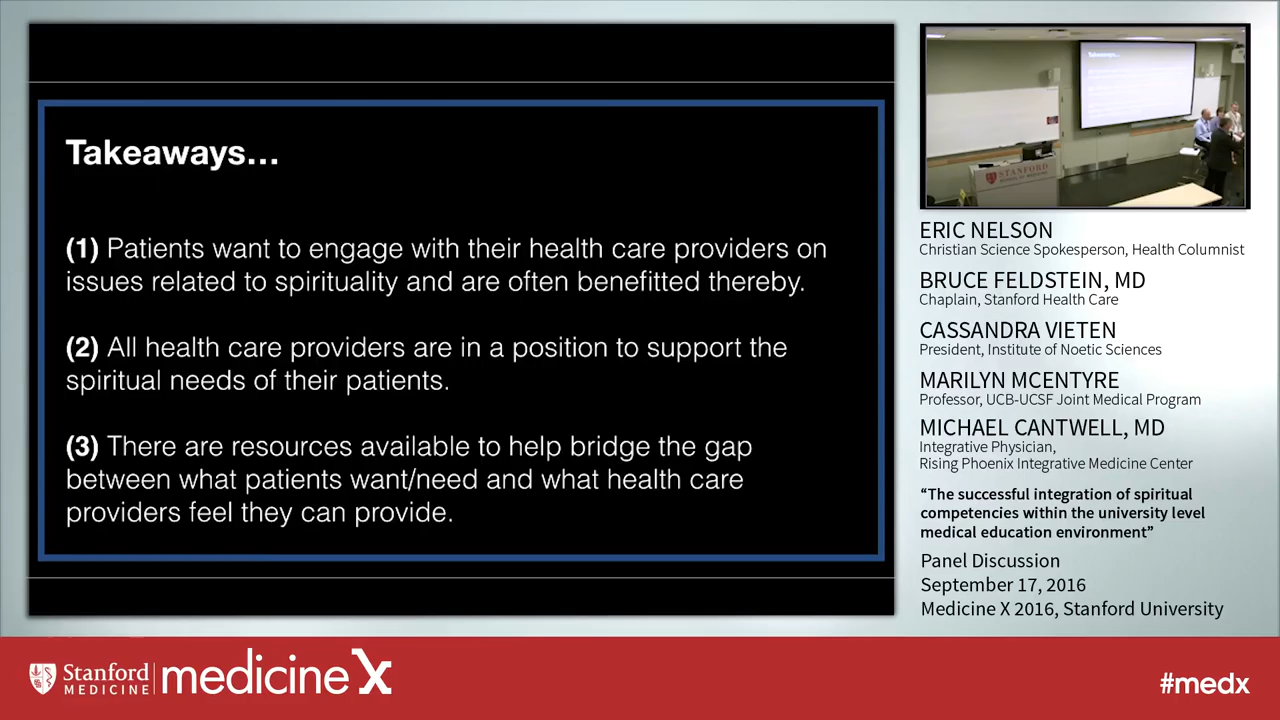 Takeaways...
(1) Patients want to engage with their health care providers on
issues related to spirituality and are often benefitted thereby.
(2) All health care providers are in a position to support the
spiritual needs of their patients.
(3) There are resources available to help bridge the gap
between what patients want/need and what health care
providers feel they can provide.
Takeaways...
STANFORD
ERIC NELSON
Christian Science Spokesperson, Health Columnist
BRUCE FELDSTEIN, MD
Chaplain, Stanford Health Care
CASSANDRA VIETEN
President, Institute of Noetic Sciences
MARILYN MCENTYRE
Professor, UCB-UCSF Joint Medical Program
MICHAEL CANTWELL, MD
Integrative Physician,
Rising Phoenix Integrative Medicine Center
“The successful integration of spiritual
competencies within the university level
medical education environment”
Panel Discussion
September 17, 2016
Medicine X 2016, Stanford University
Stanford
MEDICINE
medicine X
#medx